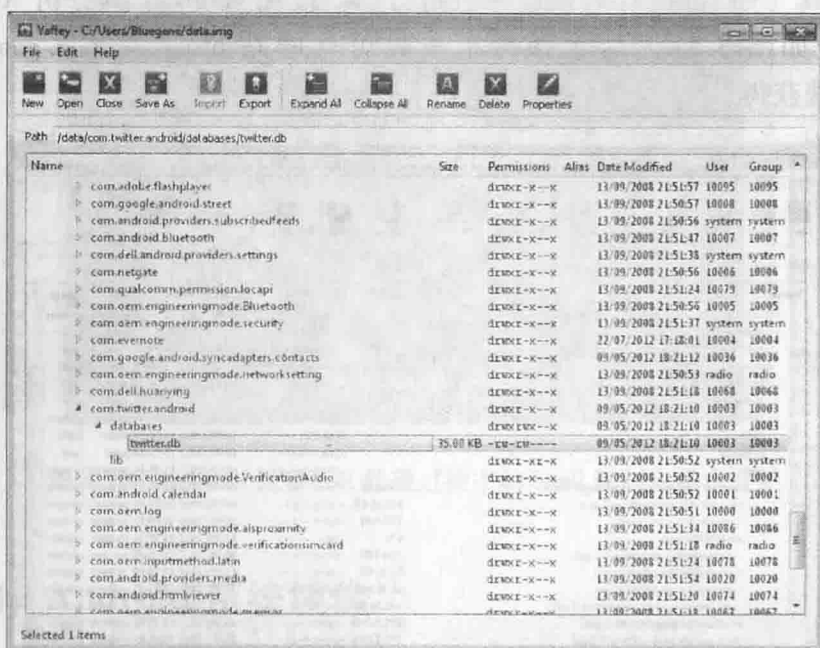 Yaffey - C:/Users/Bluegene/data.img
File Edit Help
New Open Close Save As Import Export Expand All Collapse All Rename Delete Properties
Path /data/com.twitter.android/databases/twitter.db
Name Size Permissions Alias Date Modified User Group
com.adobe.flashplayer drwxr-x--x 13/09/2008 21:51:57 10095 10095
com.google.android.street drwxr-x--x 13/09/2008 21:50:57 10008 10008
com.android.providers.subscribedfeeds drwxr-x--x 13/09/2008 21:50:56 system system
com.android.bluetooth drwxr-x--x 13/09/2008 21:51:47 10007 10007
com.dell.android.providers.settings drwxr-x--x 13/09/2008 21:51:38 system system
com.netgate drwxr-x--x 13/09/2008 21:50:56 10006 10006
com.qualcomm.permission.locapi drwxr-x--x 13/09/2008 21:51:24 10079 10079
com.oem.engineeringmode.Bluetooth drwxr-x--x 13/09/2008 21:50:56 10005 10005
com.oem.engineeringmode.security drwxr-x--x 13/09/2008 21:51:37 system system
com.evernote drwxr-x--x 22/07/2012 17:18:01 10004 10004
com.google.android.syncadapters.contacts drwxr-x--x 09/05/2012 18:21:12 10036 10036
com.oem.engineeringmode.networksetting drwxr-x--x 13/09/2008 21:50:53 radio radio
com.dell.huariying drwxr-x--x 13/09/2008 21:51:18 10068 10068
com.twitter.android drwxr-x--x 09/05/2012 18:21:10 10003 10003
databases drwxrwx--x 09/05/2012 18:21:10 10003 10003
twitter.db 35.00 KB -rw-rw---- 09/05/2012 18:21:10 10003 10003
lib drwxr-xr-x 13/09/2008 21:50:52 system system
com.oem.engineeringmode.VerificationAudio drwxr-x--x 13/09/2008 21:50:52 10002 10002
com.android.calendar drwxr-x--x 13/09/2008 21:50:52 10001 10001
com.oem.log drwxr-x--x 13/09/2008 21:50:51 10000 10000
com.oem.engineeringmode.alsproximity drwxr-x--x 13/09/2008 21:51:34 10086 10086
com.oem.engineeringmode.verificationsimcard drwxr-x--x 13/09/2008 21:51:18 radio radio
com.oem.inputmethod.latin drwxr-x--x 13/09/2008 21:51:24 10078 10078
com.android.providers.media drwxr-x--x 13/09/2008 21:51:54 10020 10020
com.android.htmlviewer drwxr-x--x 13/09/2008 21:51:20 10074 10074
drwxr-x--x 13/09/2008 21:51:18 10067 10067
Selected 1 items